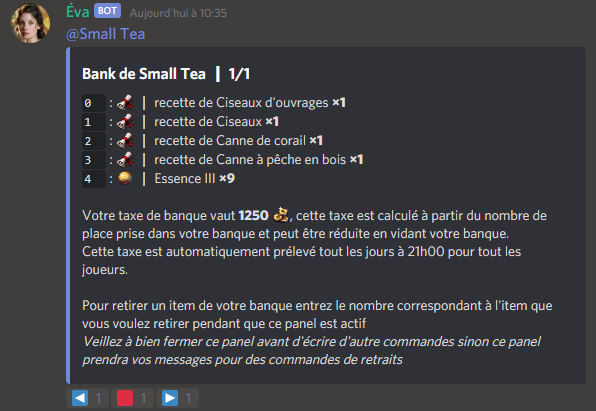 Éva BOT Aujourd'hui à 10:35
@Small Tea
Bank de Small Tea | 1/1
0 : | recette de Ciseaux d'ouvrages ×1
1 : | recette de Ciseaux ×1
2 : | recette de Canne de corail ×1
3 : | recette de Canne à pêche en bois ×1
4 : | Essence III ×9
Votre taxe de banque vaut 1250 , cette taxe est calculé à partir du nombre de
place prise dans votre banque et peut être réduite en vidant votre banque.
Cette taxe est automatiquement prélevé tout les jours à 21h00 pour tout les
joueurs.
Pour retirer un item de votre banque entrez le nombre correspondant à l'item que
vous voulez retirer pendant que ce panel est actif
Veillez à bien fermer ce panel avant d'écrire d'autre commandes sinon ce panel
prendra vos messages pour des commandes de retraits
1 1 1